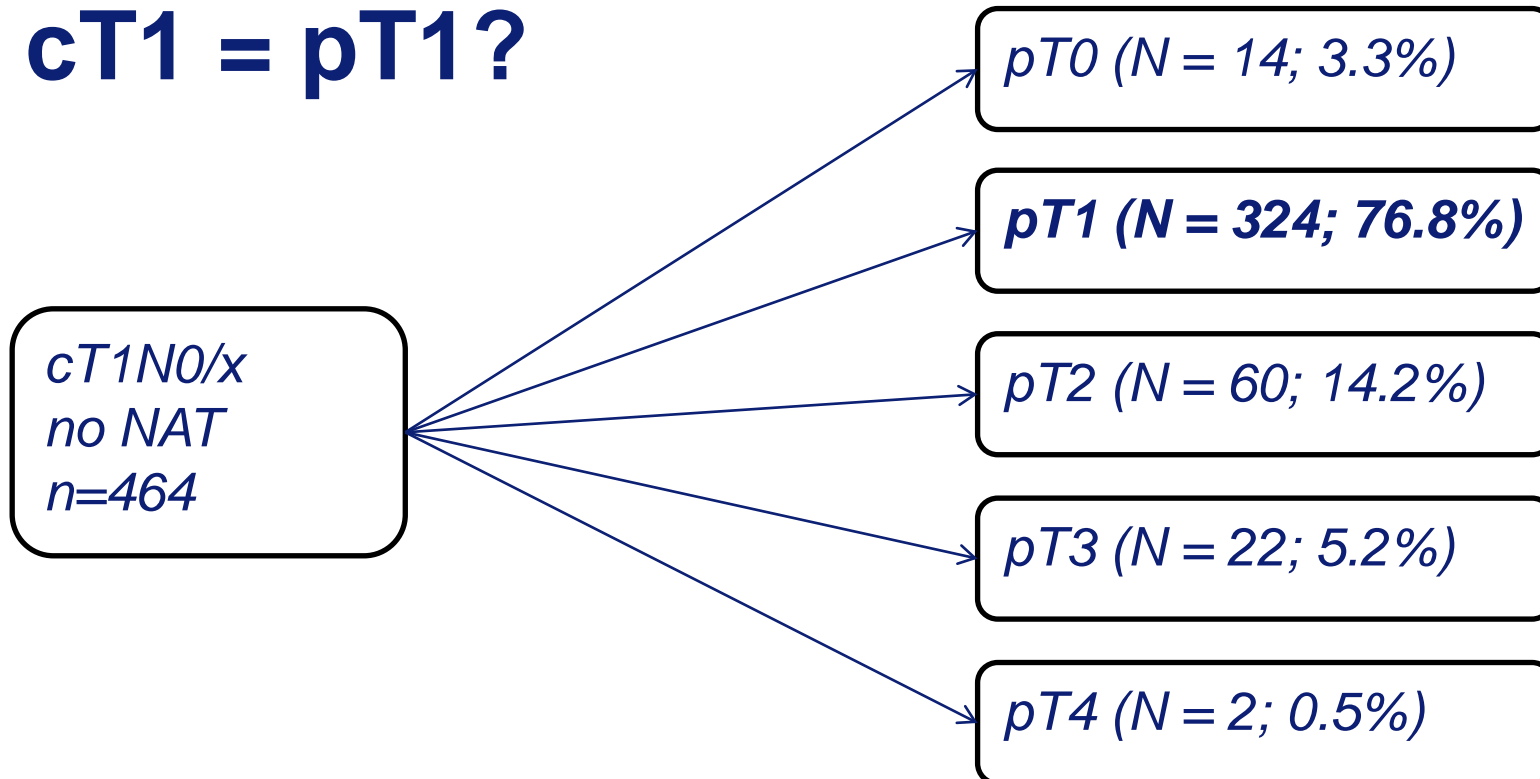 cT1 = pT1?
pT0 (N = 14; 3.3%)
pT1 (N = 324; 76.8%)
cT1N0/x
no NAT
n=464
pT2 (N = 60; 14.2%)
pT3 (N = 22; 5.2%)
pT4 (N = 2; 0.5%)